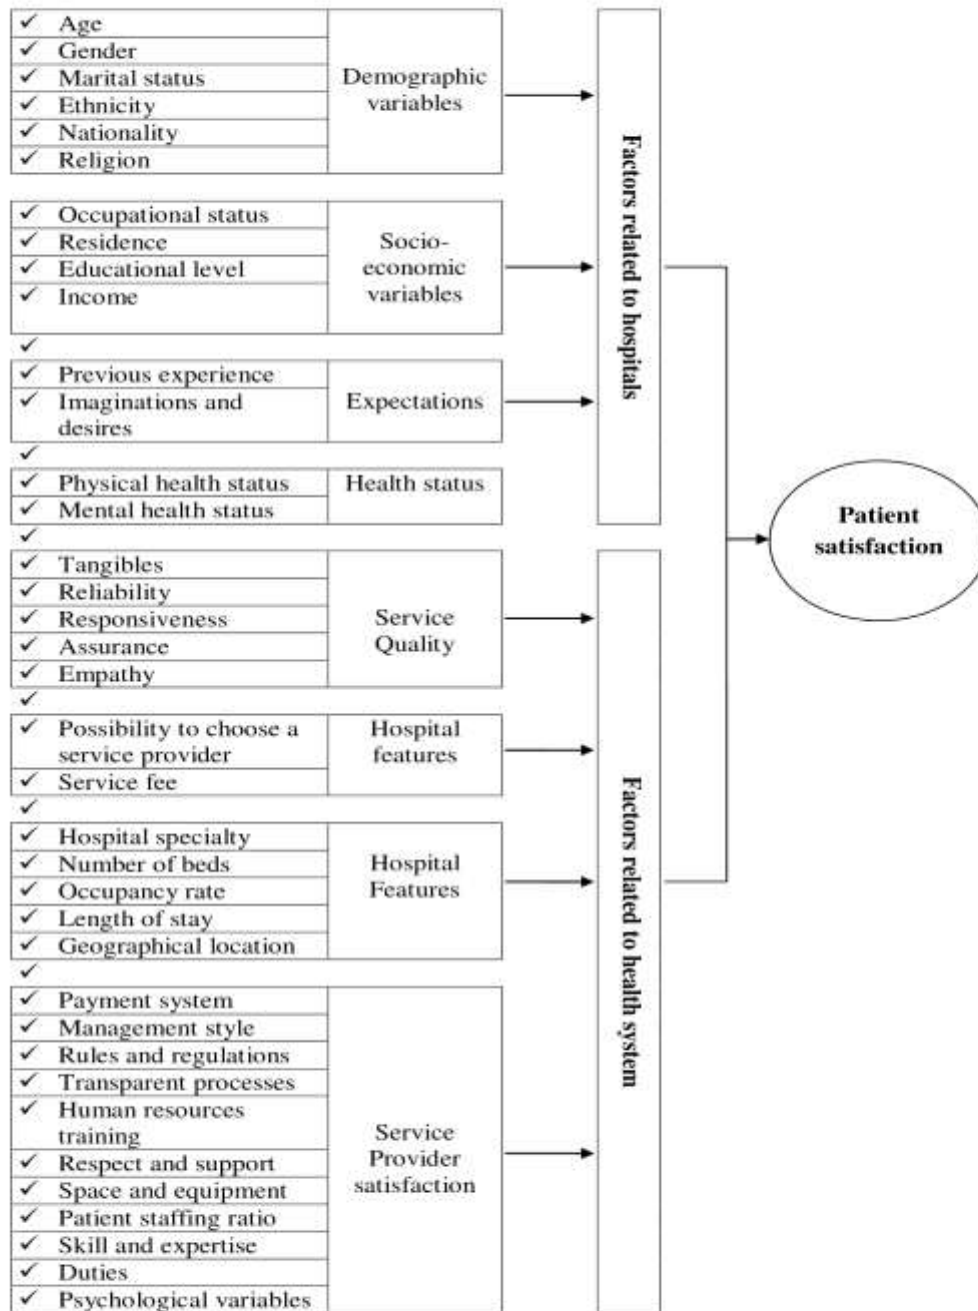 ✓ Age
✓ Gender
✓ Marital status
✓ Ethnicity
✓ Nationality
✓ Religion
Demographic
variables
✓ Occupational status
✓ Residence
✓ Educational level
✓ Income
Socio-
economic
variables
✓
✓ Previous experience
✓ Imaginations and
desires
Expectations
✓
✓ Physical health status
✓ Mental health status
Health status
✓
Factors related to hospitals
✓ Tangibles
✓ Reliability
✓ Responsiveness
✓ Assurance
✓ Empathy
Service
Quality
✓
✓ Possibility to choose a
service provider
✓ Service fee
Hospital
features
✓
✓ Hospital specialty
✓ Number of beds
✓ Occupancy rate
✓ Length of stay
✓ Geographical location
Hospital
Features
✓
✓ Payment system
✓ Management style
✓ Rules and regulations
✓ Transparent processes
✓ Human resources
training
✓ Respect and support
✓ Space and equipment
✓ Patient staffing ratio
✓ Skill and expertise
✓ Duties
✓ Psychological variables
Service
Provider
satisfaction
Factors related to health system
Patient
satisfaction